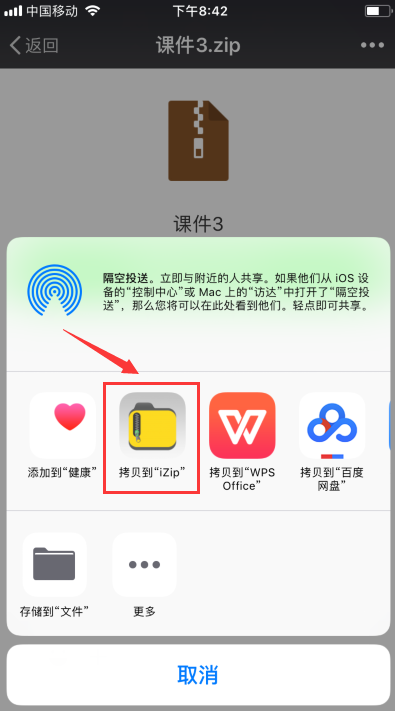 中国移动
下午8:42
返回
课件3.zip
课件3
隔空投送。立即与附近的人共享。如果他们从 iOS 设
备的“控制中心”或 Mac 上的“访达”中打开了“隔空投
送”，那么您将可以在此处看到他们。轻点即可共享。
添加到“健康”
拷贝到“iZip”
拷贝到“WPS
Office”
拷贝到“百度
网盘”
存储到“文件”
更多
取消